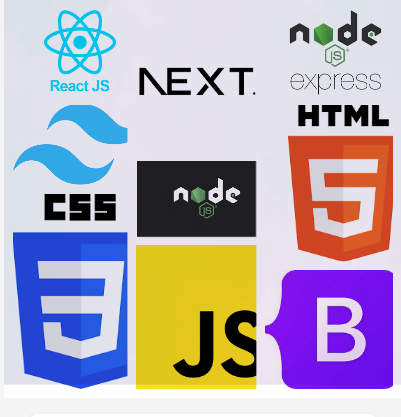 React JS
NEXT.
node
JS
express
HTML
5
CSS
3
node
JS
JS
B